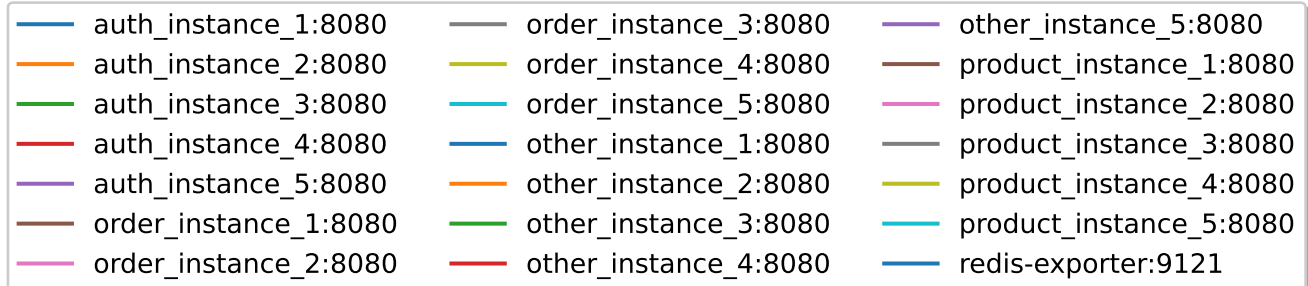 auth_instance_1:8080
auth_instance_2:8080
auth_instance_3:8080
auth_instance_4:8080
auth_instance_5:8080
order_instance_1:8080
order_instance_2:8080
order_instance_3:8080
order_instance_4:8080
order_instance_5:8080
other_instance_1:8080
other_instance_2:8080
other_instance_3:8080
other_instance_4:8080
other_instance_5:8080
product_instance_1:8080
product_instance_2:8080
product_instance_3:8080
product_instance_4:8080
product_instance_5:8080
redis-exporter:9121